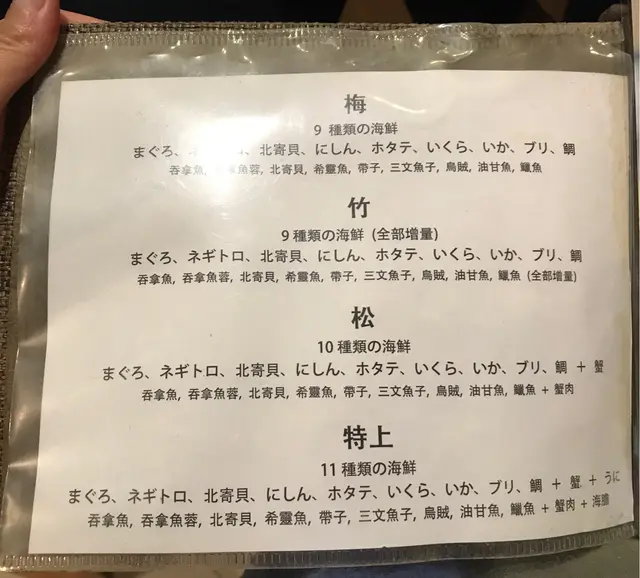 梅
9 種類の海鮮
まぐろ、 北寄貝、にしん、ホタテ、いくら、いか、ブリ、鯛
吞拿魚 魚蓉, 北寄貝, 希靈魚, 帶子, 三文魚子, 烏賊, 油甘魚, 鱲魚
竹
9 種類の海鮮 (全部増量)
まぐろ、ネギトロ、北寄貝、にしん、ホタテ、いくら、いか、ブリ、鯛
吞拿魚, 吞拿魚蓉, 北寄貝, 希靈魚, 帶子, 三文魚子, 烏賊, 油甘魚, 鱲魚 (全部增量)
松
10 種類の海鮮
まぐろ、ネギトロ、北寄貝、にしん、ホタテ、いくら、いか、ブリ、鯛 + 蟹
吞拿魚, 吞拿魚蓉, 北寄貝, 希靈魚, 帶子, 三文魚子, 烏賊, 油甘魚, 鱲魚 + 蟹肉
特上
11 種類の海鮮
まぐろ、ネギトロ、北寄貝、にしん、ホタテ、いくら、いか、ブリ、鯛 + 蟹 + うに
吞拿魚, 吞拿魚蓉, 北寄貝, 希靈魚, 帶子, 三文魚子, 烏賊, 油甘魚, 鱲魚 + 蟹肉 + 海膽